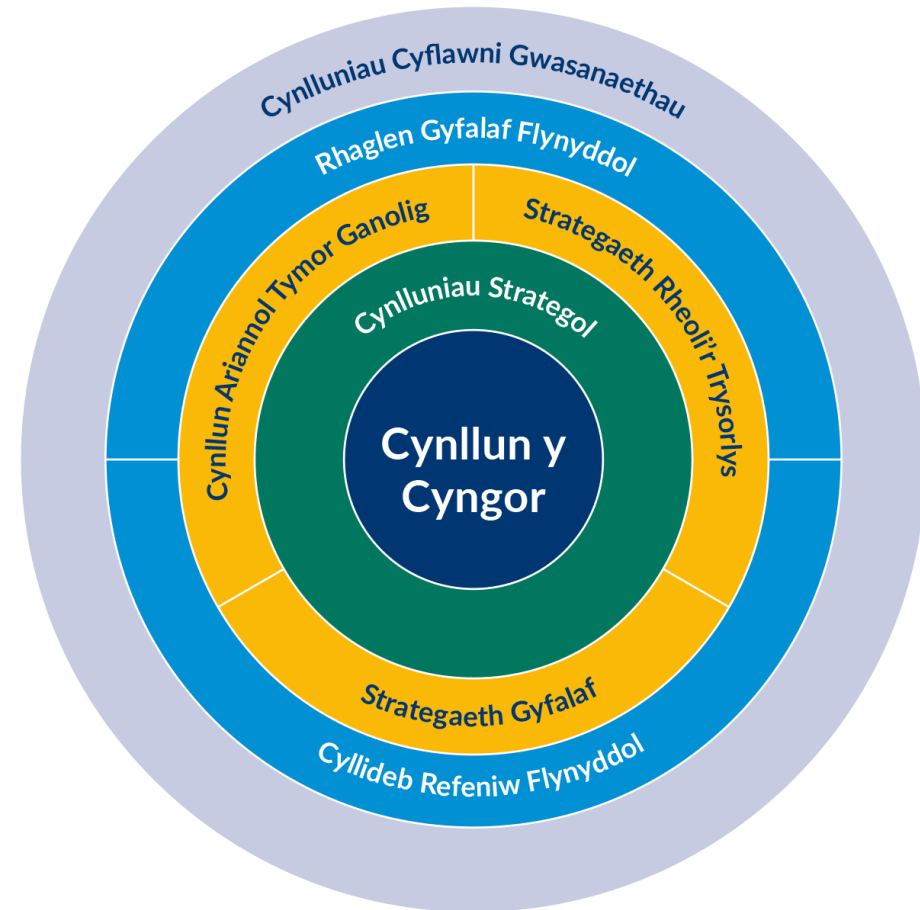 Cynlluniau Cyflawni Gwasanaethau
Rhaglen Gyfalaf Flynyddol
Cynllun Ariannol Tymor Ganolig
Strategaeth Rheoli'r Trysorlys
Cynlluniau Strategol
Cynllun y
Cyngor
Strategaeth Gyfalaf
Cyllideb Refeniw Flynyddol